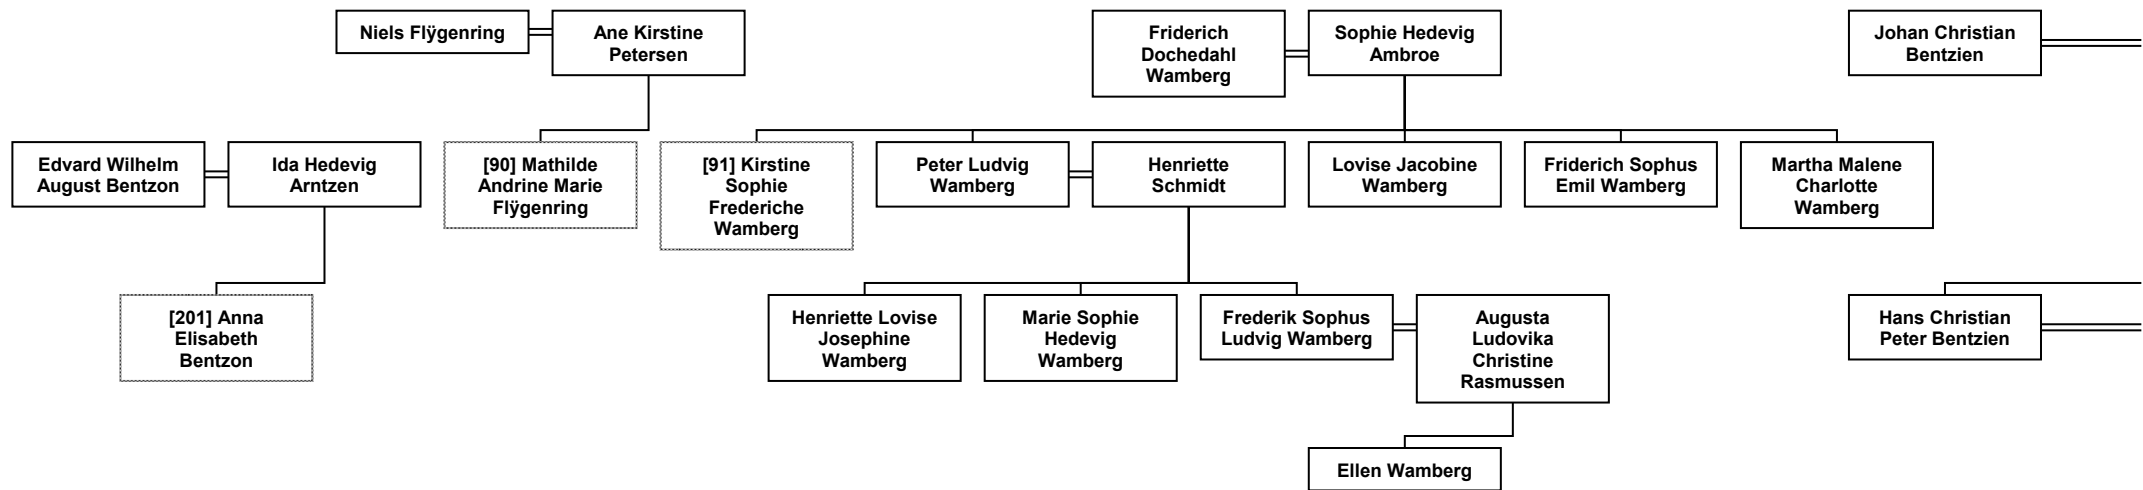 Niels Flÿgenring
Ane Kirstine
Petersen
Friderich
Dochedahl
Wamberg
Sophie Hedevig
Ambroe
Johan Christian
Bentzien
Edvard Wilhelm
August Bentzon
Ida Hedevig
Arntzen
[90] Mathilde
Andrine Marie
Flÿgenring
[91] Kirstine
Sophie
Frederiche
Wamberg
Peter Ludvig
Wamberg
Henriette
Schmidt
Lovise Jacobine
Wamberg
Friderich Sophus
Emil Wamberg
Martha Malene
Charlotte
Wamberg
[201] Anna
Elisabeth
Bentzon
Henriette Lovise
Josephine
Wamberg
Marie Sophie
Hedevig
Wamberg
Frederik Sophus
Ludvig Wamberg
Augusta
Ludovika
Christine
Rasmussen
Hans Christian
Peter Bentzien
Ellen Wamberg